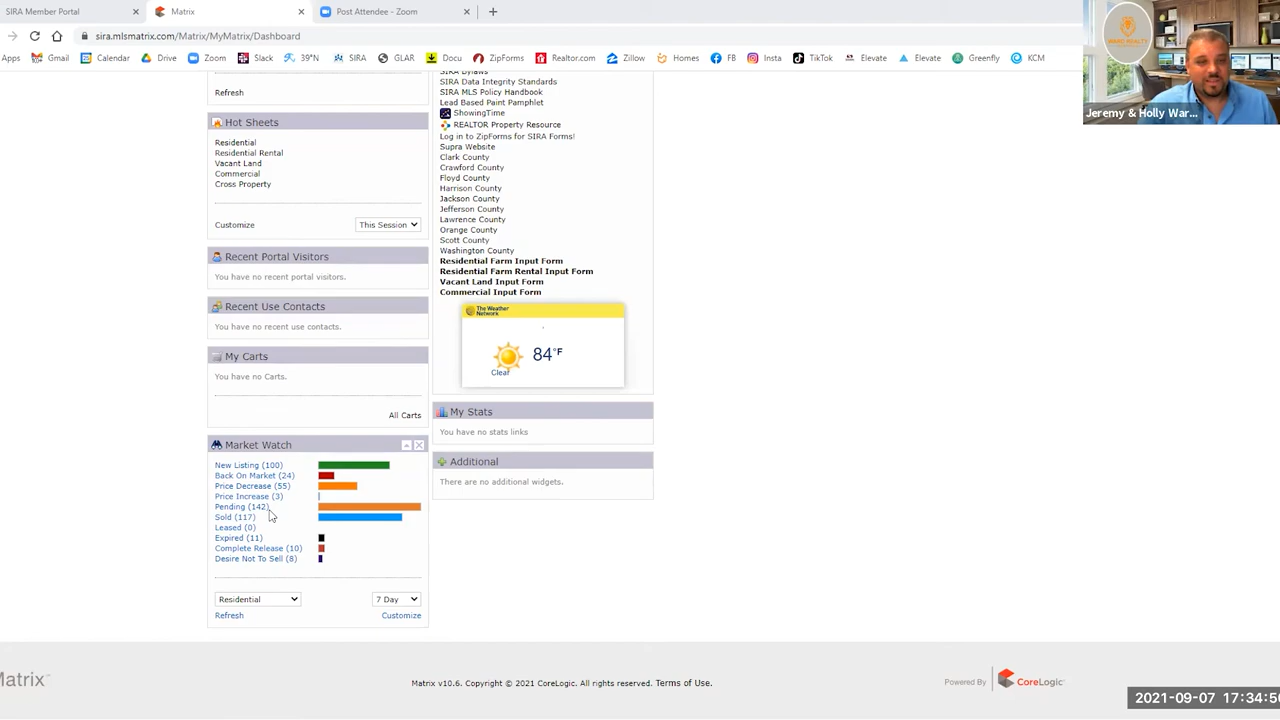 SIRA Member Portal
Matrix
Post Attendee - Zoom
sira.mlsmatrix.com/Matrix/MyMatrix/Dashboard
Apps Gmail Calendar Drive Zoom Slack 39°N SIRA GLAR Docu ZipForms Realtor.com Zillow Homes FB Insta TikTok Elevate Elevate Greenfly KCM
Refresh
Hot Sheets
Residential
Residential Rental
Vacant Land
Commercial
Cross Property
Customize This Session
Recent Portal Visitors
You have no recent portal visitors.
Recent Use Contacts
You have no recent use contacts.
My Carts
You have no Carts.
All Carts
Market Watch
New Listing (100)
Back On Market (24)
Price Decrease (55)
Price Increase (3)
Pending (142)
Sold (117)
Leased (0)
Expired (11)
Complete Release (10)
Desire Not To Sell (8)
Residential 7 Day
Refresh Customize
SIRA Bylaws
SIRA Data Integrity Standards
SIRA MLS Policy Handbook
Lead Based Paint Pamphlet
ShowingTime
REALTOR Property Resource
Log in to ZipForms for SIRA Forms!
Supra Website
Clark County
Crawford County
Floyd County
Harrison County
Jackson County
Jefferson County
Lawrence County
Orange County
Scott County
Washington County
Residential Farm Input Form
Residential Farm Rental Input Form
Vacant Land Input Form
Commercial Input Form
The Weather
Network
84°F
Clear
My Stats
You have no stats links
Additional
There are no additional widgets.
Jeremy & Holly War...
Matrix
Matrix v10.6. Copyright © 2021 CoreLogic. All rights reserved. Terms of Use.
Powered By CoreLogic
2021-09-07 17:34:5